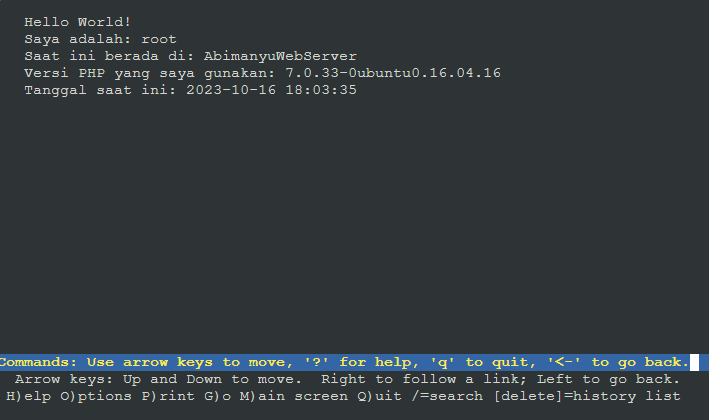 Hello World!
Saya adalah: root
Saat ini berada di: AbimanyuWebServer
Versi PHP yang saya gunakan: 7.0.33-0ubuntu0.16.04.16
Tanggal saat ini: 2023-10-16 18:03:35
Commands: Use arrow keys to move, '?' for help, 'q' to quit, '<-' to go back.
Arrow keys: Up and Down to move.  Right to follow a link; Left to go back.
H)elp O)ptions P)rint G)o M)ain screen Q)uit /=search [delete]=history list